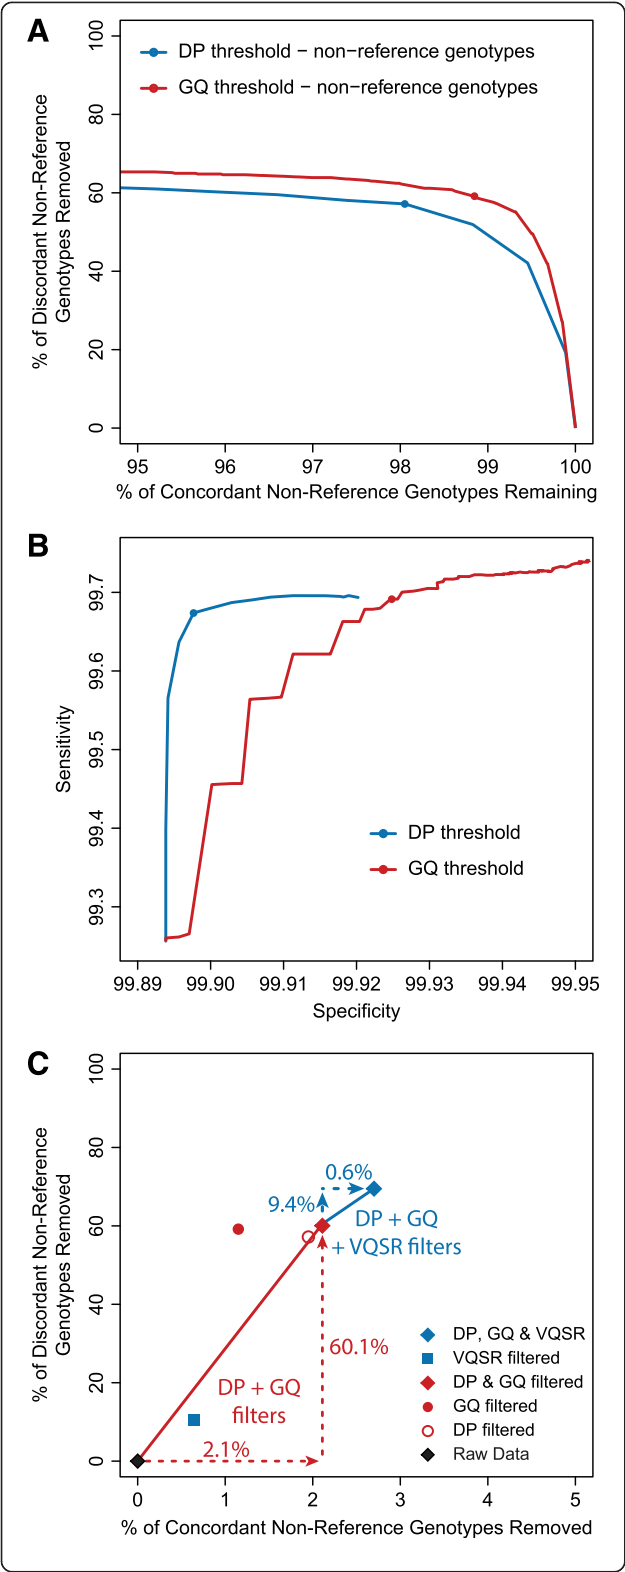 A
100
80
60
40
20
0
% of Discordant Non-Reference
Genotypes Removed
DP threshold − non−reference genotypes
GQ threshold − non−reference genotypes
95 96 97 98 99 100
% of Concordant Non-Reference Genotypes Remaining
B
99.7
99.6
99.5
99.4
99.3
Sensitivity
DP threshold
GQ threshold
99.89 99.90 99.91 99.92 99.93 99.94 99.95
Specificity
C
100
80
60
40
20
0
% of Discordant Non-Reference
Genotypes Removed
0.6%
9.4%
DP + GQ
+ VQSR filters
60.1%
DP + GQ
filters
2.1%
DP, GQ & VQSR
VQSR filtered
DP & GQ filtered
GQ filtered
DP filtered
Raw Data
0 1 2 3 4 5
% of Concordant Non-Reference Genotypes Removed